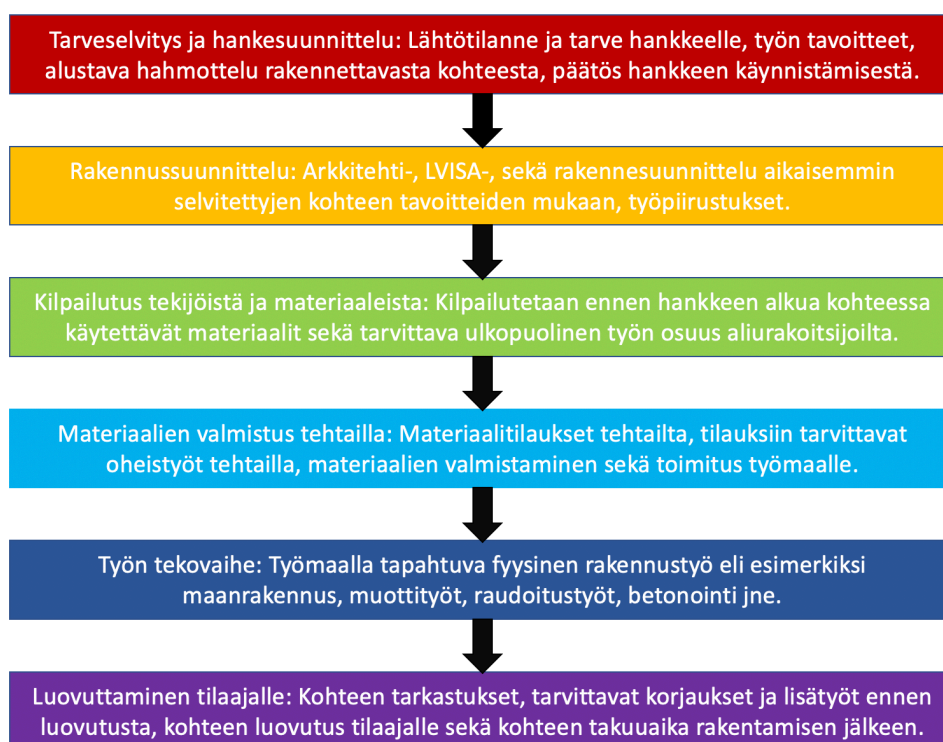 Tarveselvitys ja hankesuunnittelu: Lähtötilanne ja tarve hankkeelle, työn tavoitteet,
alustava hahmottelu rakennettavasta kohteesta, päätös hankkeen käynnistämisestä.
Rakennussuunnittelu: Arkkitehti-, LVISA-, sekä rakennesuunnittelu aikaisemmin
selvitettyjen kohteen tavoitteiden mukaan, työpiirustukset.
Kilpailutus tekijöistä ja materiaaleista: Kilpailutetaan ennen hankkeen alkua kohteessa
käytettävät materiaalit sekä tarvittava ulkopuolinen työn osuus aliurakoitsijoilta.
Materiaalien valmistus tehtailla: Materiaalitilaukset tehtailta, tilauksiin tarvittavat
oheistyöt tehtailla, materiaalien valmistaminen sekä toimitus työmaalle.
Työn tekovaihe: Työmaalla tapahtuva fyysinen rakennustyö eli esimerkiksi
maanrakennus, muottityöt, raudoitustyöt, betonointi jne.
Luovuttaminen tilaajalle: Kohteen tarkastukset, tarvittavat korjaukset ja lisätyöt ennen
luovutusta, kohteen luovutus tilaajalle sekä kohteen takuuaika rakentamisen jälkeen.